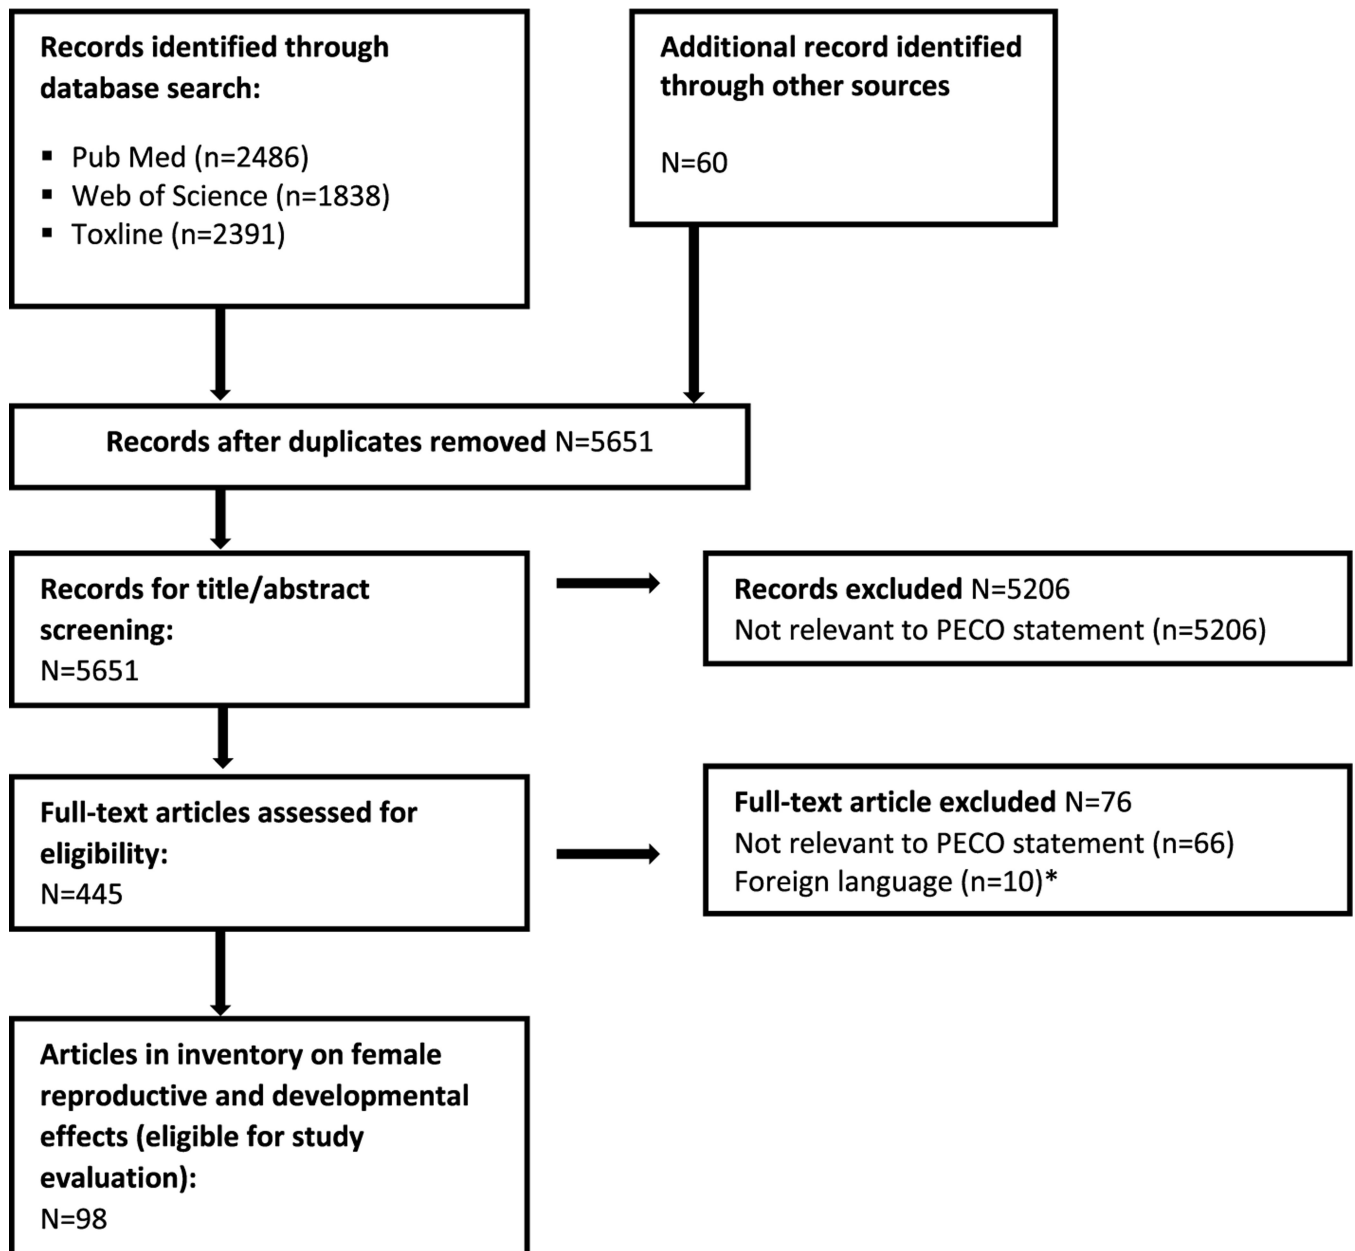 Records identified through
database search:
▪ Pub Med (n=2486)
▪ Web of Science (n=1838)
▪ Toxline (n=2391)
Additional record identified
through other sources
N=60
Records after duplicates removed N=5651
Records for title/abstract
screening:
N=5651
Records excluded N=5206
Not relevant to PECO statement (n=5206)
Full-text articles assessed for
eligibility:
N=445
Full-text article excluded N=76
Not relevant to PECO statement (n=66)
Foreign language (n=10)*
Articles in inventory on female
reproductive and developmental
effects (eligible for study
evaluation):
N=98